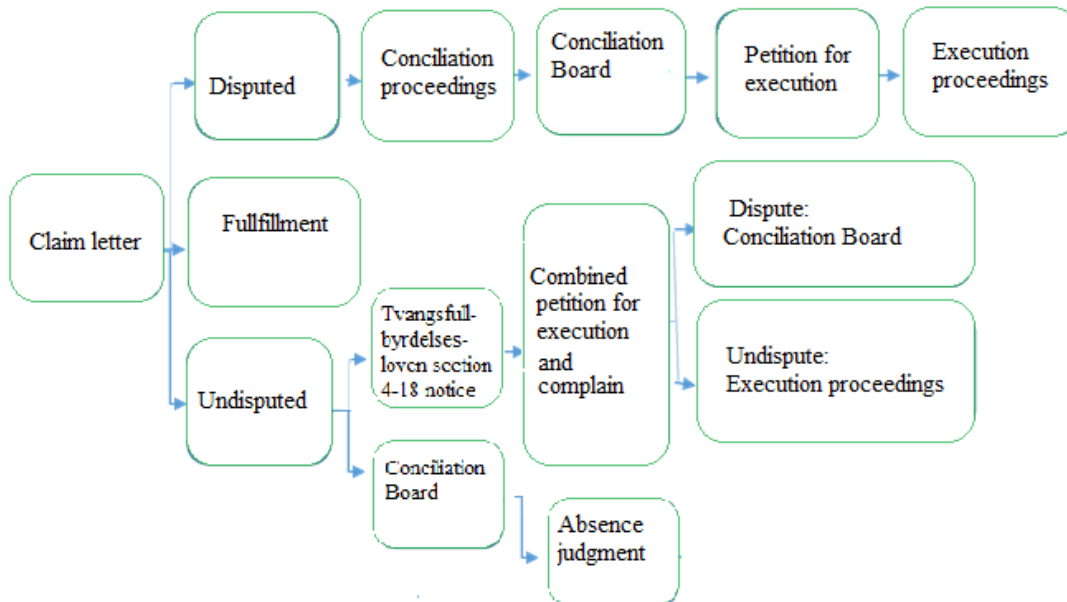 Disputed
Conciliation
proceedings
Conciliation
Board
Petition for
execution
Execution
proceedings
Claim letter
Fullfillment
Undisputed
Tvangsfull-
byrdelses-
loven section
4-18 notice
Combined
petition for
execution
and
complain
Dispute:
Conciliation Board
Undispute:
Execution proceedings
Conciliation
Board
Absence
judgment